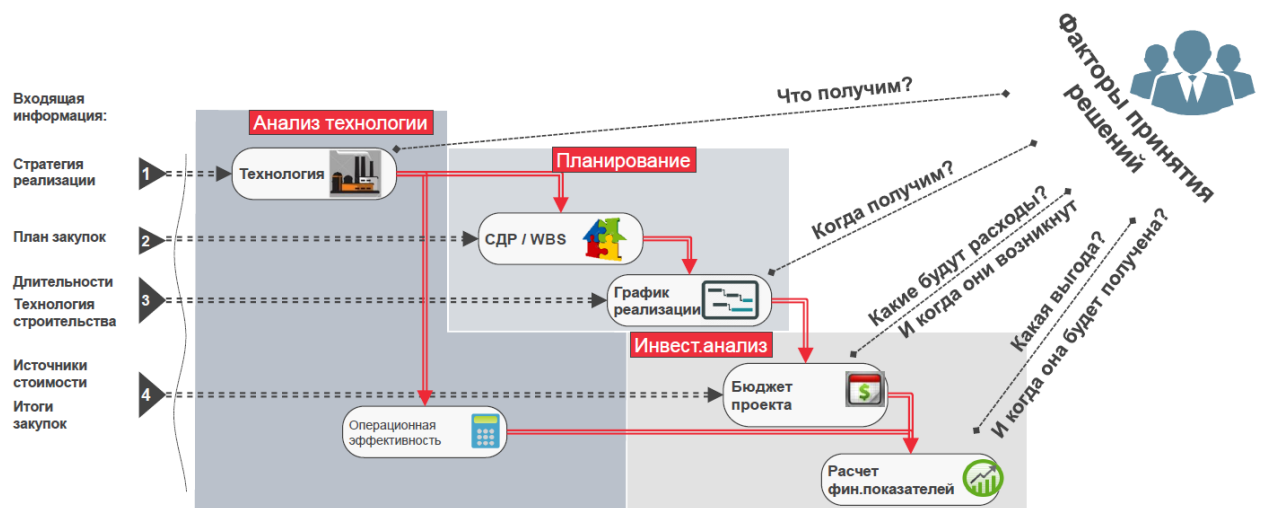 Входящая
информация:
Стратегия
реализации
1
План закупок
2
Длительности
Технология
строительства
3
Источники
стоимости
Итоги
закупок
4
Анализ технологии
Технология
Операционная
эффективность
Планирование
СДР / WBS
График
реализации
Инвест.анализ
Бюджет
проекта
$
Расчет
фин.показателей
Что получим?
Когда получим?
Какие будут расходы?
И когда они возникнут
Какая выгода?
И когда она будет получена?
Факторы принятия
решений